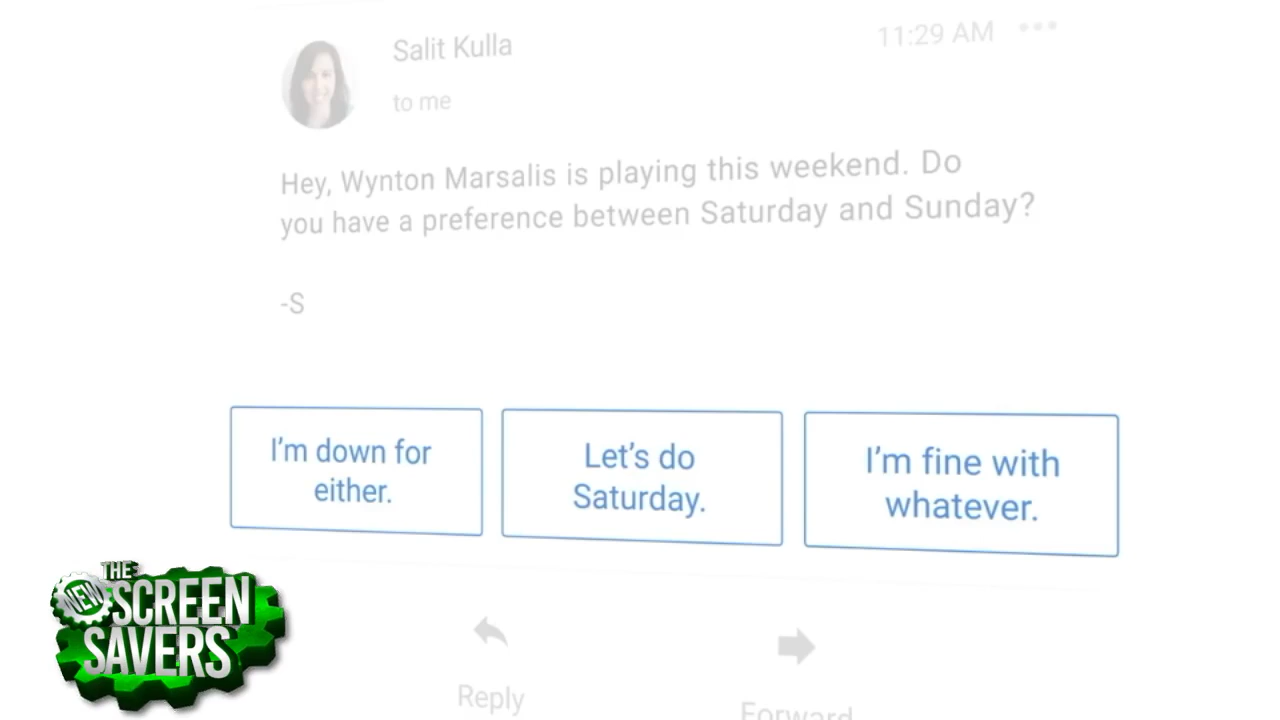 Salit Kulla
11:29 AM
to me
Hey, Wynton Marsalis is playing this weekend. Do
you have a preference between Saturday and Sunday?
-S
I'm down for
either.
Let's do
Saturday.
I'm fine with
whatever.
THE
NEW
SCREEN
SAVERS
Reply
Forward